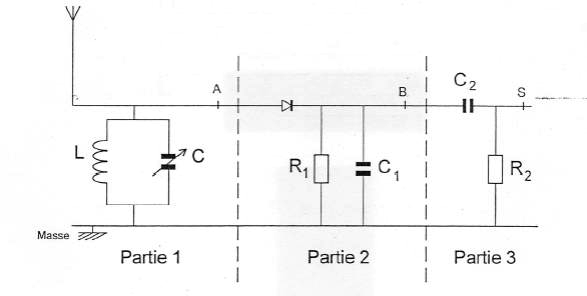 A
B
C2
S
L
C
R1
C1
R2
Masse
Partie 1
Partie 2
Partie 3